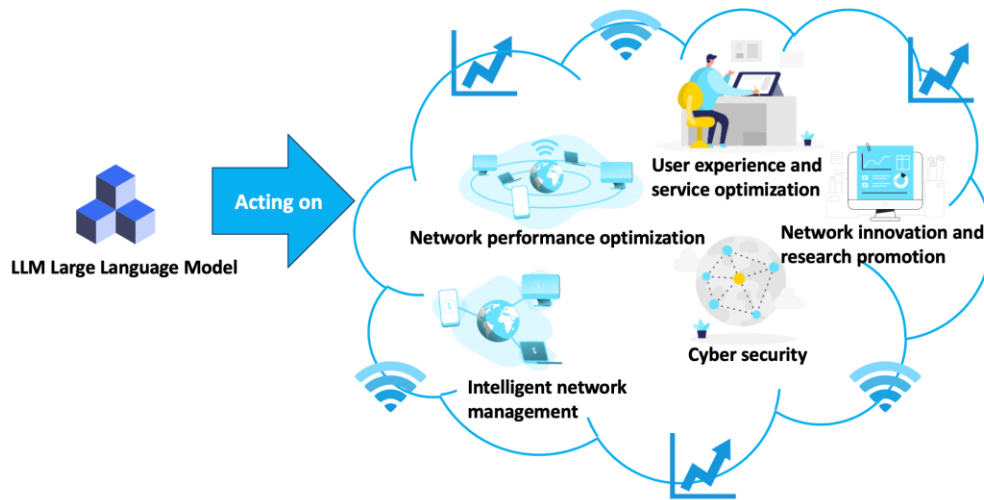 LLM Large Language Model
Acting on
User experience and
service optimization
Network performance optimization
Network innovation and
research promotion
Cyber security
Intelligent network
management